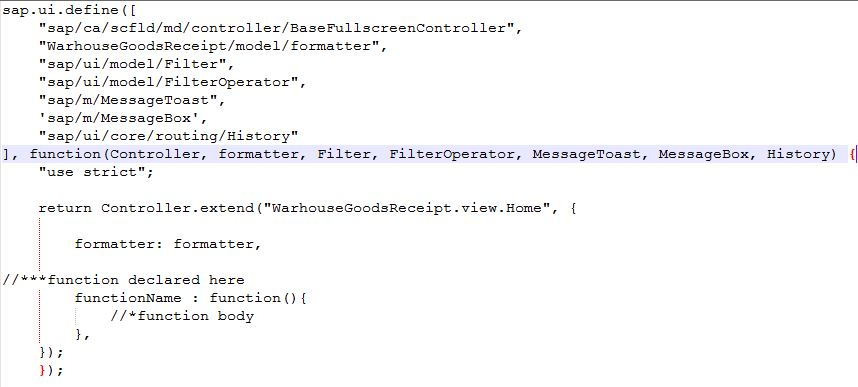 sap.ui.define([
    "sap/ca/scfld/md/controller/BaseFullscreenController",
    "WarhouseGoodsReceipt/model/formatter",
    "sap/ui/model/Filter",
    "sap/ui/model/FilterOperator",
    "sap/m/MessageToast",
    'sap/m/MessageBox',
    "sap/ui/core/routing/History"
], function(Controller, formatter, Filter, FilterOperator, MessageToast, MessageBox, History) {
    "use strict";
    return Controller.extend("WarhouseGoodsReceipt.view.Home", {
        formatter: formatter,
//***function declared here
        functionName : function(){
            //*function body
        },
    });
    });